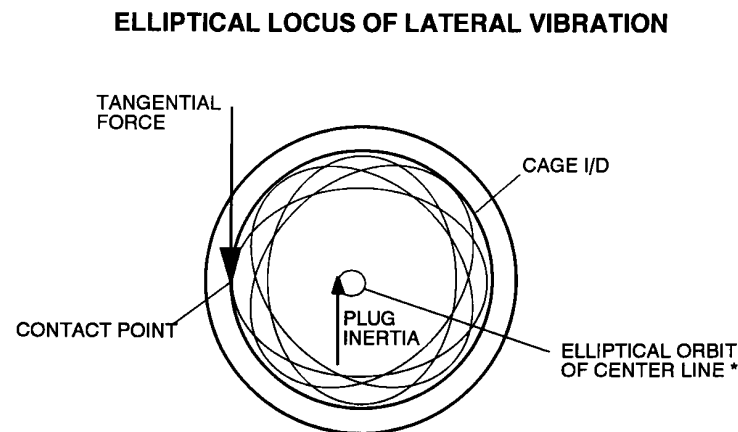 ELLIPTICAL LOCUS OF LATERAL VIBRATION
TANGENTIAL
FORCE
CAGE I/D
PLUG
INERTIA
CONTACT POINT
ELLIPTICAL ORBIT
OF CENTER LINE *